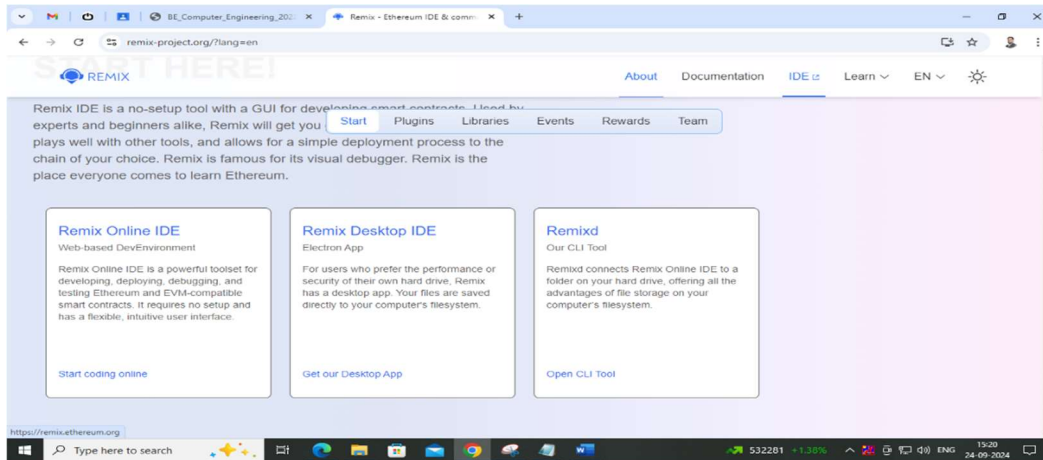 BE_Computer_Engineering_202
Remix - Ethereum IDE & comm
remix-project.org/?lang=en
START HERE!
REMIX
About Documentation IDE Learn EN
Remix IDE is a no-setup tool with a GUI for developing smart contracts. Used by
experts and beginners alike, Remix will get you
Start Plugins Libraries Events Rewards Team
plays well with other tools, and allows for a simple deployment process to the
chain of your choice. Remix is famous for its visual debugger. Remix is the
place everyone comes to learn Ethereum.
Remix Online IDE
Web-based DevEnvironment
Remix Online IDE is a powerful toolset for
developing, deploying, debugging, and
testing Ethereum and EVM-compatible
smart contracts. It requires no setup and
has a flexible, intuitive user interface.
Start coding online
Remix Desktop IDE
Electron App
For users who prefer the performance or
security of their own hard drive, Remix
has a desktop app. Your files are saved
directly to your computer's filesystem.
Get our Desktop App
Remixd
Our CLI Tool
Remixd connects Remix Online IDE to a
folder on your hard drive, offering all the
advantages of file storage on your
computer's filesystem.
Open CLI Tool
https://remix.ethereum.org
Type here to search
532281 +1.38%
ENG
15:20
24-09-2024